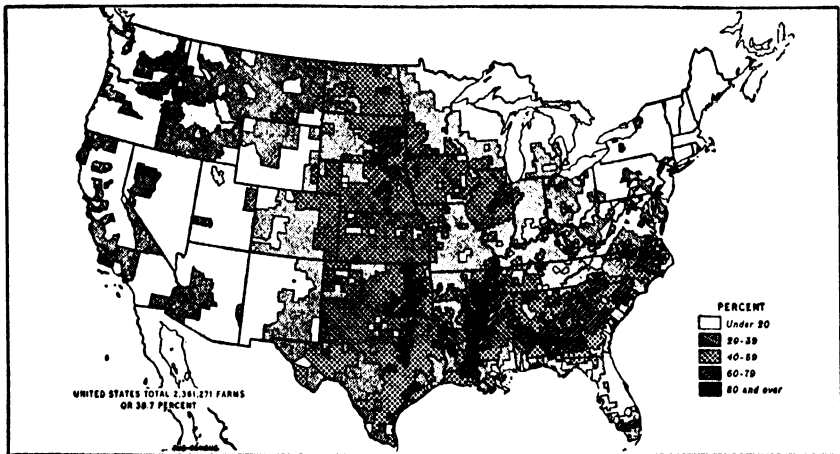 PERCENT
Under 20
20-39
40-59
60-79
80 and over
UNITED STATES TOTAL 2,361,271 FARMS
OR 38.7 PERCENT